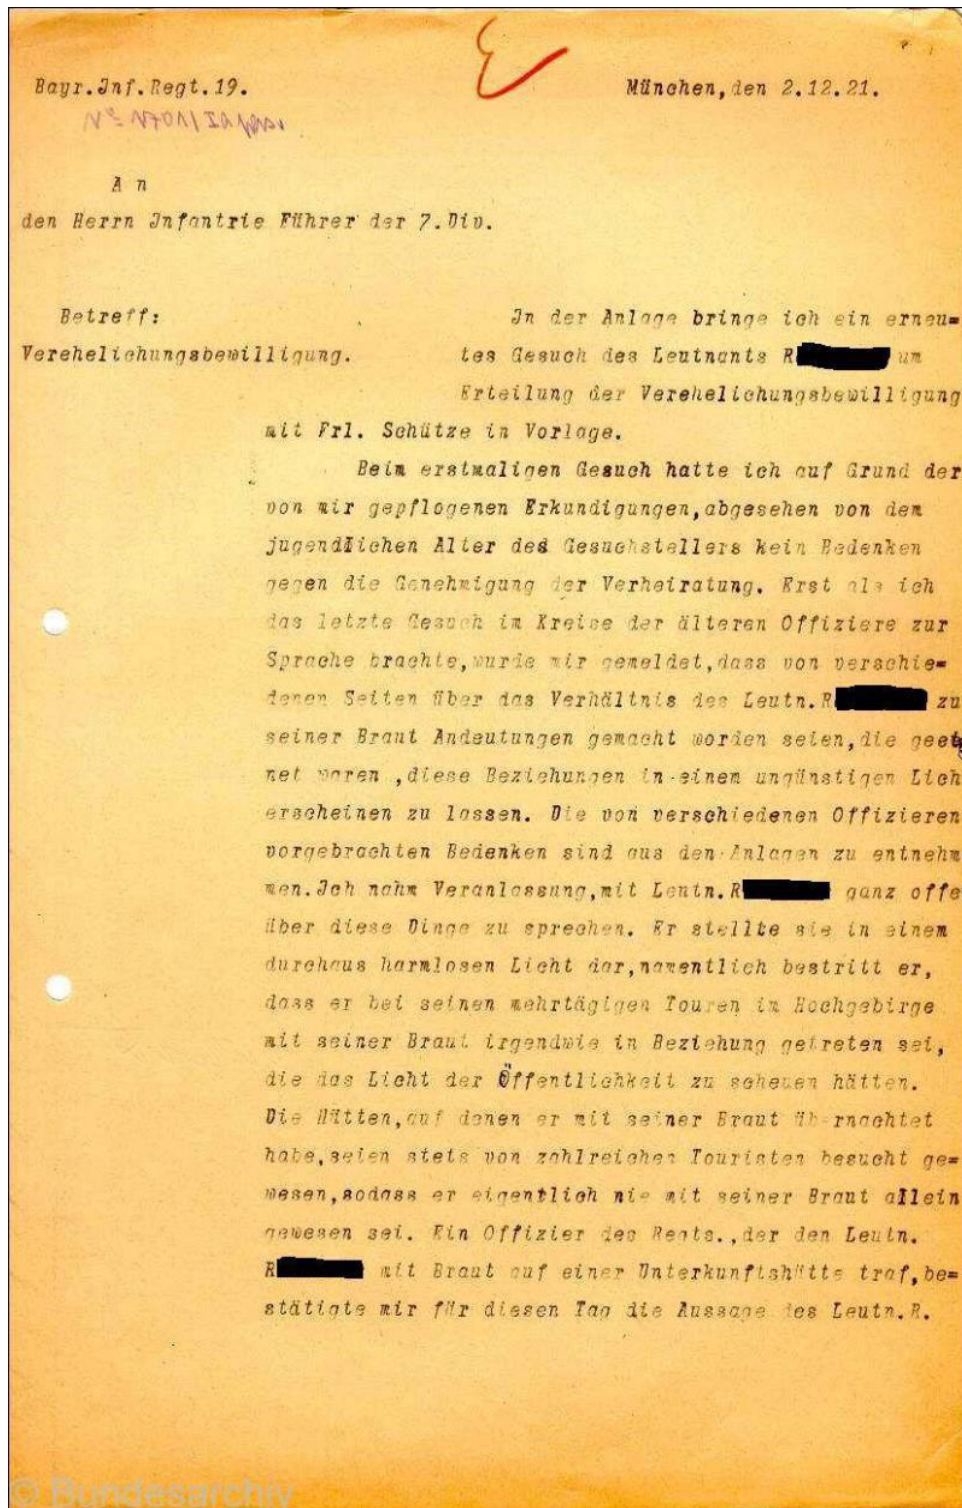 Bayr.Inf.Regt.19. München,den 2.12.21.
A n
den Herrn Infantrie Führer der 7.Div.
Betreff: In der Anlage bringe ich ein erneu=
Verehelichungsbewilligung. tes Gesuch des Leutnants R um
Erteilung der Verehelichungsbewilligung
mit Frl. Schütze in Vorlage.
Beim erstmaligen Gesuch hatte ich auf Grund der
von mir gepflogenen Erkundigungen,abgesehen von dem
jugendlichen Alter des Gesuchstellers kein Bedenken
gegen die Genehmigung der Verheiratung. Erst als ich
das letzte Gesuch im Kreise der älteren Offiziere zur
Sprache brachte,wurde mir gemeldet,dass von verschie=
denen Seiten über das Verhältnis des Leutn.R zu
seiner Braut Andeutungen gemacht worden seien,die geeig
net waren ,diese Beziehungen in einem ungünstigen Lich
erscheinen zu lassen. Die von verschiedenen Offizieren
vorgebrachten Bedenken sind aus den Anlagen zu entnehm
men.Ich nahm Veranlassung,mit Leutn.R ganz offe
über diese Dinge zu sprechen. Er stellte sie in einem
durchaus harmlosen Licht dar,namentlich bestritt er,
dass er bei seinen mehrtägigen Touren im Hochgebirge
mit seiner Braut irgendwie in Beziehung getreten sei,
die das Licht der Öffentlichkeit zu scheuen hätten.
Die Hütten,auf denen er mit seiner Braut übernachtet
habe,seien stets von zahlreichen Touristen besucht ge=
wesen,sodass er eigentlich nie mit seiner Braut allein
gewesen sei. Ein Offizier des Regts.,der den Leutn.
R mit Braut auf einer Unterkunftshütte traf,be=
stätigte mir für diesen Tag die Aussage des Leutn.R.
© Bundesarchiv